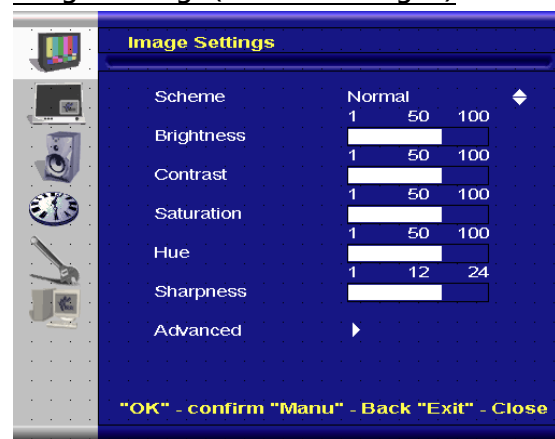 Image Settings
Scheme Normal
1 50 100
Brightness
1 50 100
Contrast
1 50 100
Saturation
1 50 100
Hue
1 12 24
Sharpness
Advanced
"OK" - confirm "Manu" - Back "Exit" - Close